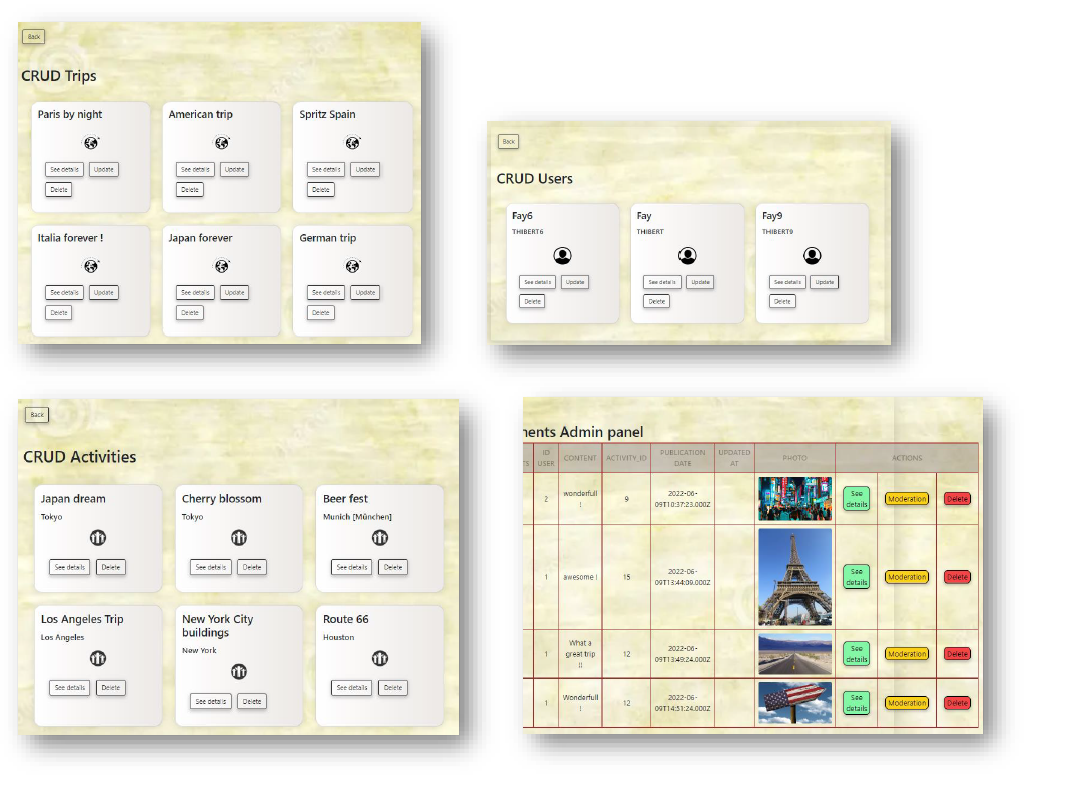 Back
CRUD Trips
Paris by night
American trip
Spritz Spain
See details Update
See details Update
See details Update
Delete
Delete
Delete
Italia forever !
Japan forever
German trip
See details Update
See details Update
See details Update
Delete
Delete
Delete
Back
CRUD Users
Fay6
Fay
Fay9
THIBERT6
THIBERT
THIBERT9
See details Update
See details Update
See details Update
Delete
Delete
Delete
Back
CRUD Activities
Japan dream
Cherry blossom
Beer fest
Tokyo
Tokyo
Munich [München]
See details Delete
See details Delete
See details Delete
Los Angeles Trip
New York City
buildings
Route 66
Los Angeles
New York
Houston
See details Delete
See details Delete
See details Delete
nents Admin panel
TS
ID
USER
CONTENT
ACTIVITY_ID
PUBLICATION
DATE
UPDATED
AT
PHOTO
ACTIONS
2
wonderfull
!
9
2022-06-
09T10:37:23.000Z
See
details
Moderation
Delete
1
awesome !
15
2022-06-
09T13:44:09.000Z
See
details
Moderation
Delete
1
What a
great trip
!!
12
2022-06-
09T13:49:24.000Z
See
details
Moderation
Delete
1
Wonderfull
!
12
2022-06-
09T14:51:24.000Z
See
details
Moderation
Delete